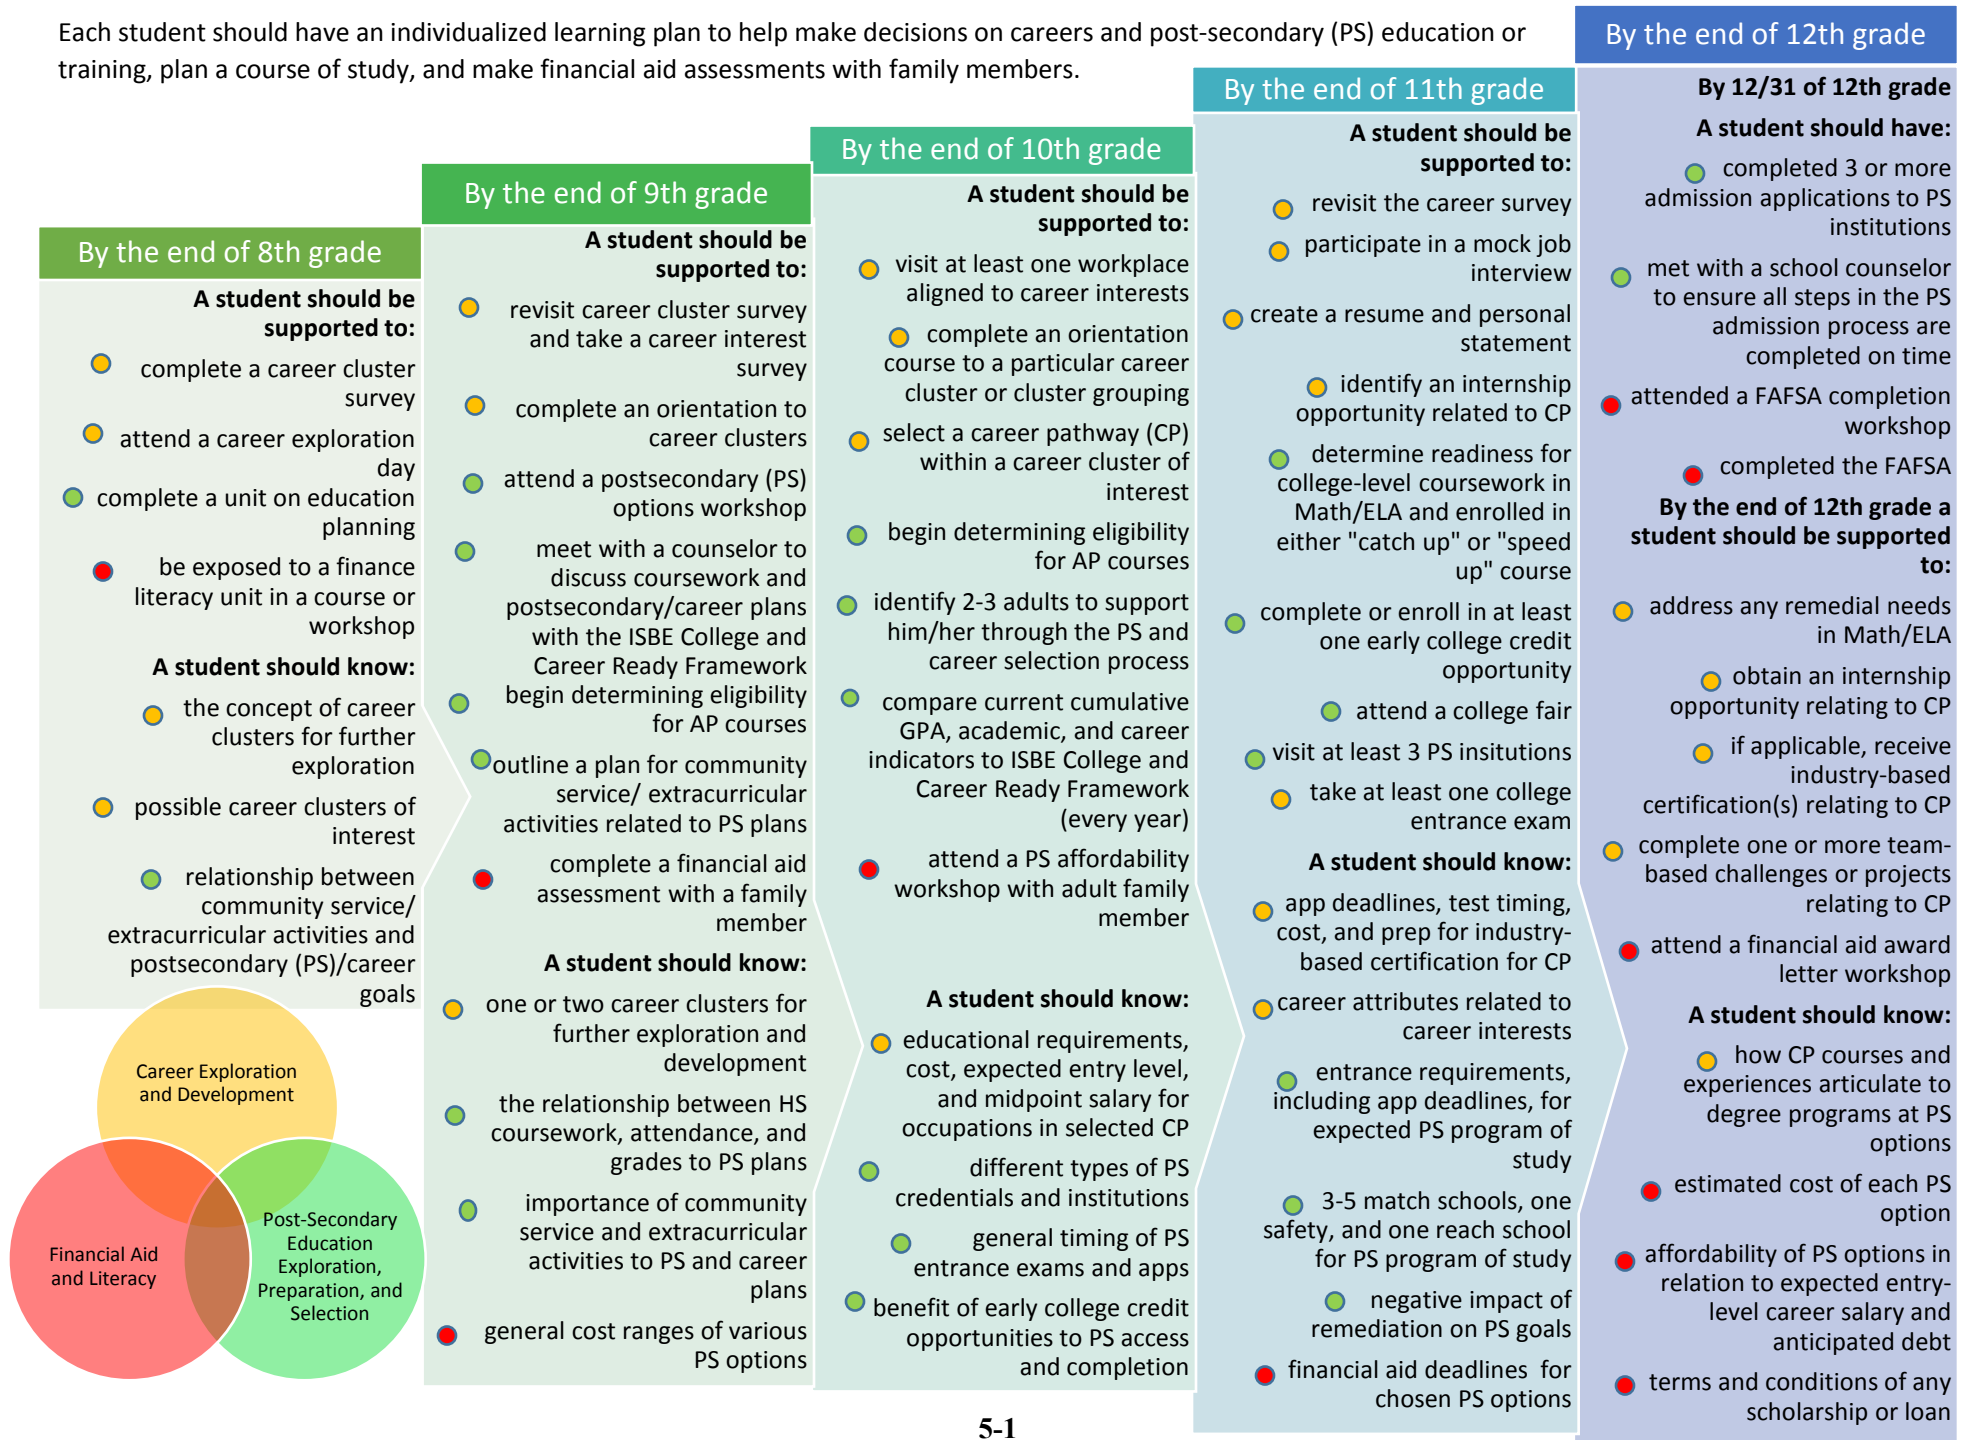 Each student should have an individualized learning plan to help make decisions on careers and post-secondary (PS) education or
training, plan a course of study, and make financial aid assessments with family members.
By the end of 8th grade
A student should be
supported to:
complete a career cluster
survey
attend a career exploration
day
complete a unit on education
planning
be exposed to a finance
literacy unit in a course or
workshop
A student should know:
the concept of career
clusters for further
exploration
possible career clusters of
interest
relationship between
community service/
extracurricular activities and
postsecondary (PS)/career
goals
Career Exploration
and Development
Financial Aid
and Literacy
Post-Secondary
Education
Exploration,
Preparation, and
Selection
By the end of 9th grade
A student should be
supported to:
revisit career cluster survey
and take a career interest
survey
complete an orientation to
career clusters
attend a postsecondary (PS)
options workshop
meet with a counselor to
discuss coursework and
postsecondary/career plans
with the ISBE College and
Career Ready Framework
begin determining eligibility
for AP courses
outline a plan for community
service/ extracurricular
activities related to PS plans
complete a financial aid
assessment with a family
member
A student should know:
one or two career clusters for
further exploration and
development
the relationship between HS
coursework, attendance, and
grades to PS plans
importance of community
service and extracurricular
activities to PS and career
plans
general cost ranges of various
PS options
By the end of 10th grade
A student should be
supported to:
visit at least one workplace
aligned to career interests
complete an orientation
course to a particular career
cluster or cluster grouping
select a career pathway (CP)
within a career cluster of
interest
begin determining eligibility
for AP courses
identify 2-3 adults to support
him/her through the PS and
career selection process
compare current cumulative
GPA, academic, and career
indicators to ISBE College and
Career Ready Framework
(every year)
attend a PS affordability
workshop with adult family
member
A student should know:
educational requirements,
cost, expected entry level,
and midpoint salary for
occupations in selected CP
different types of PS
credentials and institutions
general timing of PS
entrance exams and apps
benefit of early college credit
opportunities to PS access
and completion
By the end of 11th grade
A student should be
supported to:
revisit the career survey
participate in a mock job
interview
create a resume and personal
statement
identify an internship
opportunity related to CP
determine readiness for
college-level coursework in
Math/ELA and enrolled in
either "catch up" or "speed
up" course
complete or enroll in at least
one early college credit
opportunity
attend a college fair
visit at least 3 PS insitutions
take at least one college
entrance exam
A student should know:
app deadlines, test timing,
cost, and prep for industry-
based certification for CP
career attributes related to
career interests
entrance requirements,
including app deadlines, for
expected PS program of
study
3-5 match schools, one
safety, and one reach school
for PS program of study
negative impact of
remediation on PS goals
financial aid deadlines for
chosen PS options
By the end of 12th grade
By 12/31 of 12th grade
A student should have:
completed 3 or more
admission applications to PS
institutions
met with a school counselor
to ensure all steps in the PS
admission process are
completed on time
attended a FAFSA completion
workshop
completed the FAFSA
By the end of 12th grade a
student should be supported
to:
address any remedial needs
in Math/ELA
obtain an internship
opportunity relating to CP
if applicable, receive
industry-based
certification(s) relating to CP
complete one or more team-
based challenges or projects
relating to CP
attend a financial aid award
letter workshop
A student should know:
how CP courses and
experiences articulate to
degree programs at PS
options
estimated cost of each PS
option
affordability of PS options in
relation to expected entry-
level career salary and
anticipated debt
terms and conditions of any
scholarship or loan
5-1